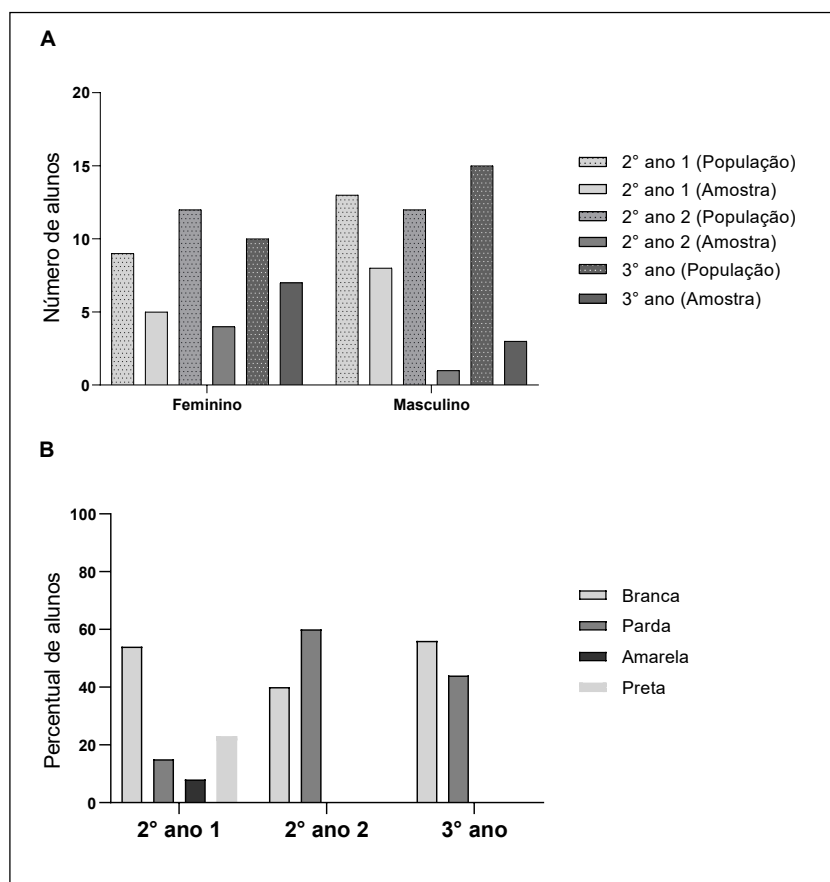 A
Número de alunos
20
15
10
5
0
Feminino
Masculino
2° ano 1 (População)
2° ano 1 (Amostra)
2° ano 2 (População)
2° ano 2 (Amostra)
3° ano (População)
3° ano (Amostra)
B
Percentual de alunos
100
80
60
40
20
0
2° ano 1
2° ano 2
3° ano
Branca
Parda
Amarela
Preta